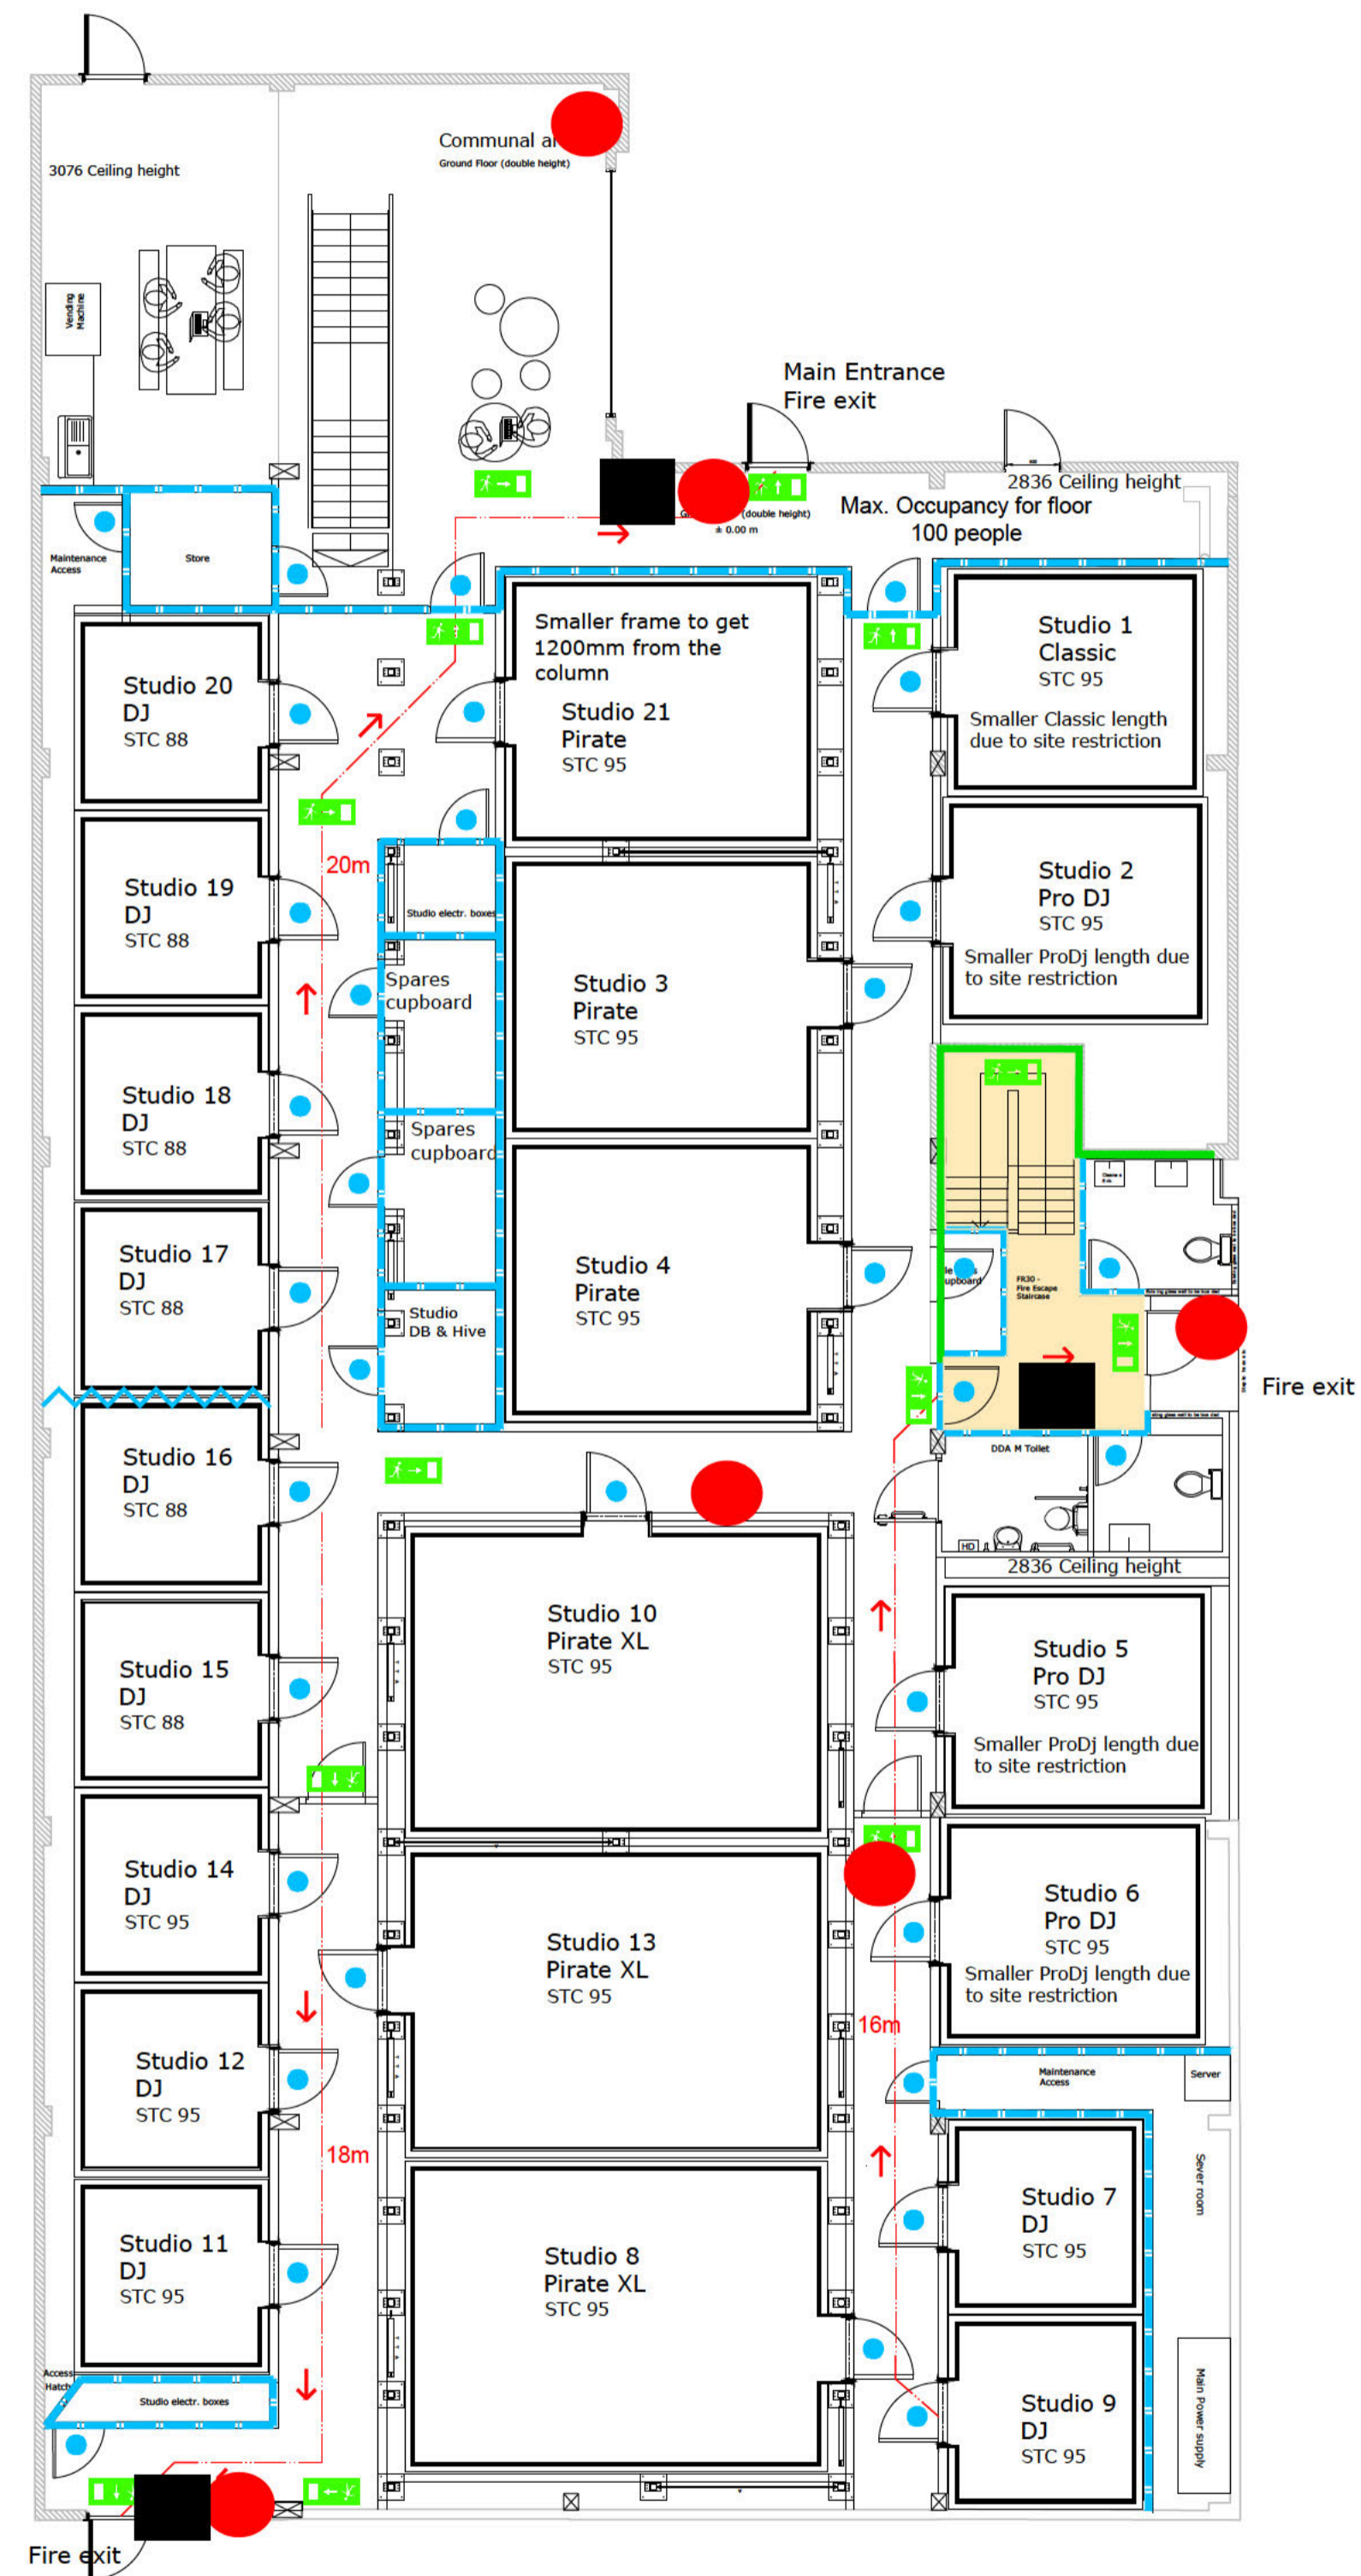 Communal
Ground Floor (double height)
3076 Ceiling height
Vending
Machine
Main Entrance
Fire exit
2836 Ceiling height
Max. Occupancy for floor
100 people
(double height)
± 0.00 m
Maintenance
Access
Store
Smaller frame to get
1200mm from the
column
Studio 21
Pirate
STC 95
Studio 1
Classic
STC 95
Smaller Classic length
due to site restriction
Studio 20
DJ
STC 88
20m
Studio 19
DJ
STC 88
Studio electr. boxes
Studio 2
Pro DJ
STC 95
Smaller ProDj length due
to site restriction
Spares
cupboard
Studio 3
Pirate
STC 95
Studio 18
DJ
STC 88
Spares
cupboard
Studio 17
DJ
STC 88
Studio 4
Pirate
STC 95
FR30 -
Fire Escape
Staircase
Studio
DB & Hive
Fire exit
DDA M Toilet
HD
2836 Ceiling height
Studio 16
DJ
STC 88
Studio 10
Pirate XL
STC 95
Studio 15
DJ
STC 88
Studio 5
Pro DJ
STC 95
Smaller ProDj length due
to site restriction
Studio 14
DJ
STC 95
Studio 13
Pirate XL
STC 95
Studio 6
Pro DJ
STC 95
Smaller ProDj length due
to site restriction
16m
Studio 12
DJ
STC 95
Maintenance
Access
Server
18m
Sever room
Studio 7
DJ
STC 95
Studio 11
DJ
STC 95
Studio 8
Pirate XL
STC 95
Access
Hatch
Studio electr. boxes
Studio 9
DJ
STC 95
Main Power
supply
Fire exit